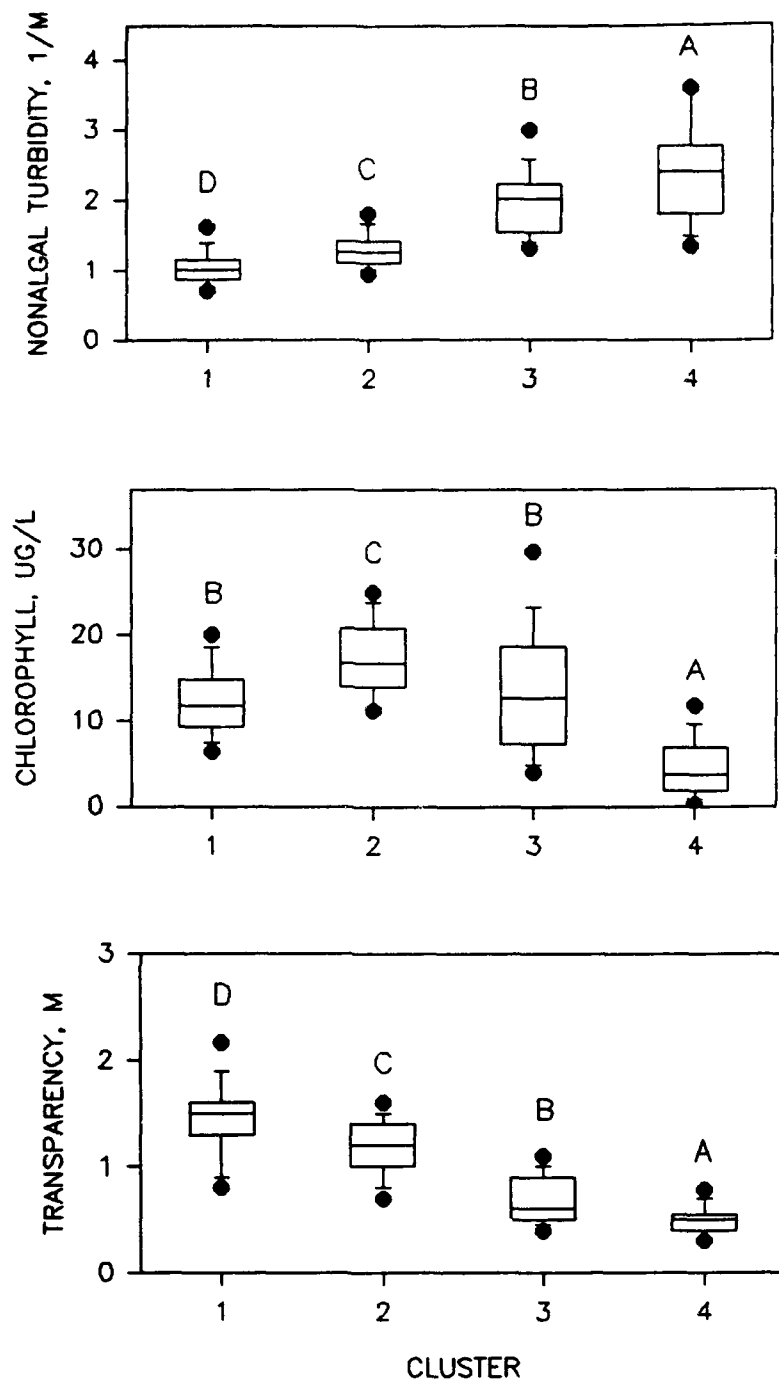 NONALGAL TURBIDITY, 1/M
4
3
2
1
0
D
C
B
A
1 2 3 4
CHLOROPHYLL, UG/L
30
20
10
0
B
C
B
A
1 2 3 4
TRANSPARENCY, M
3
2
1
0
D
C
B
A
1 2 3 4
CLUSTER